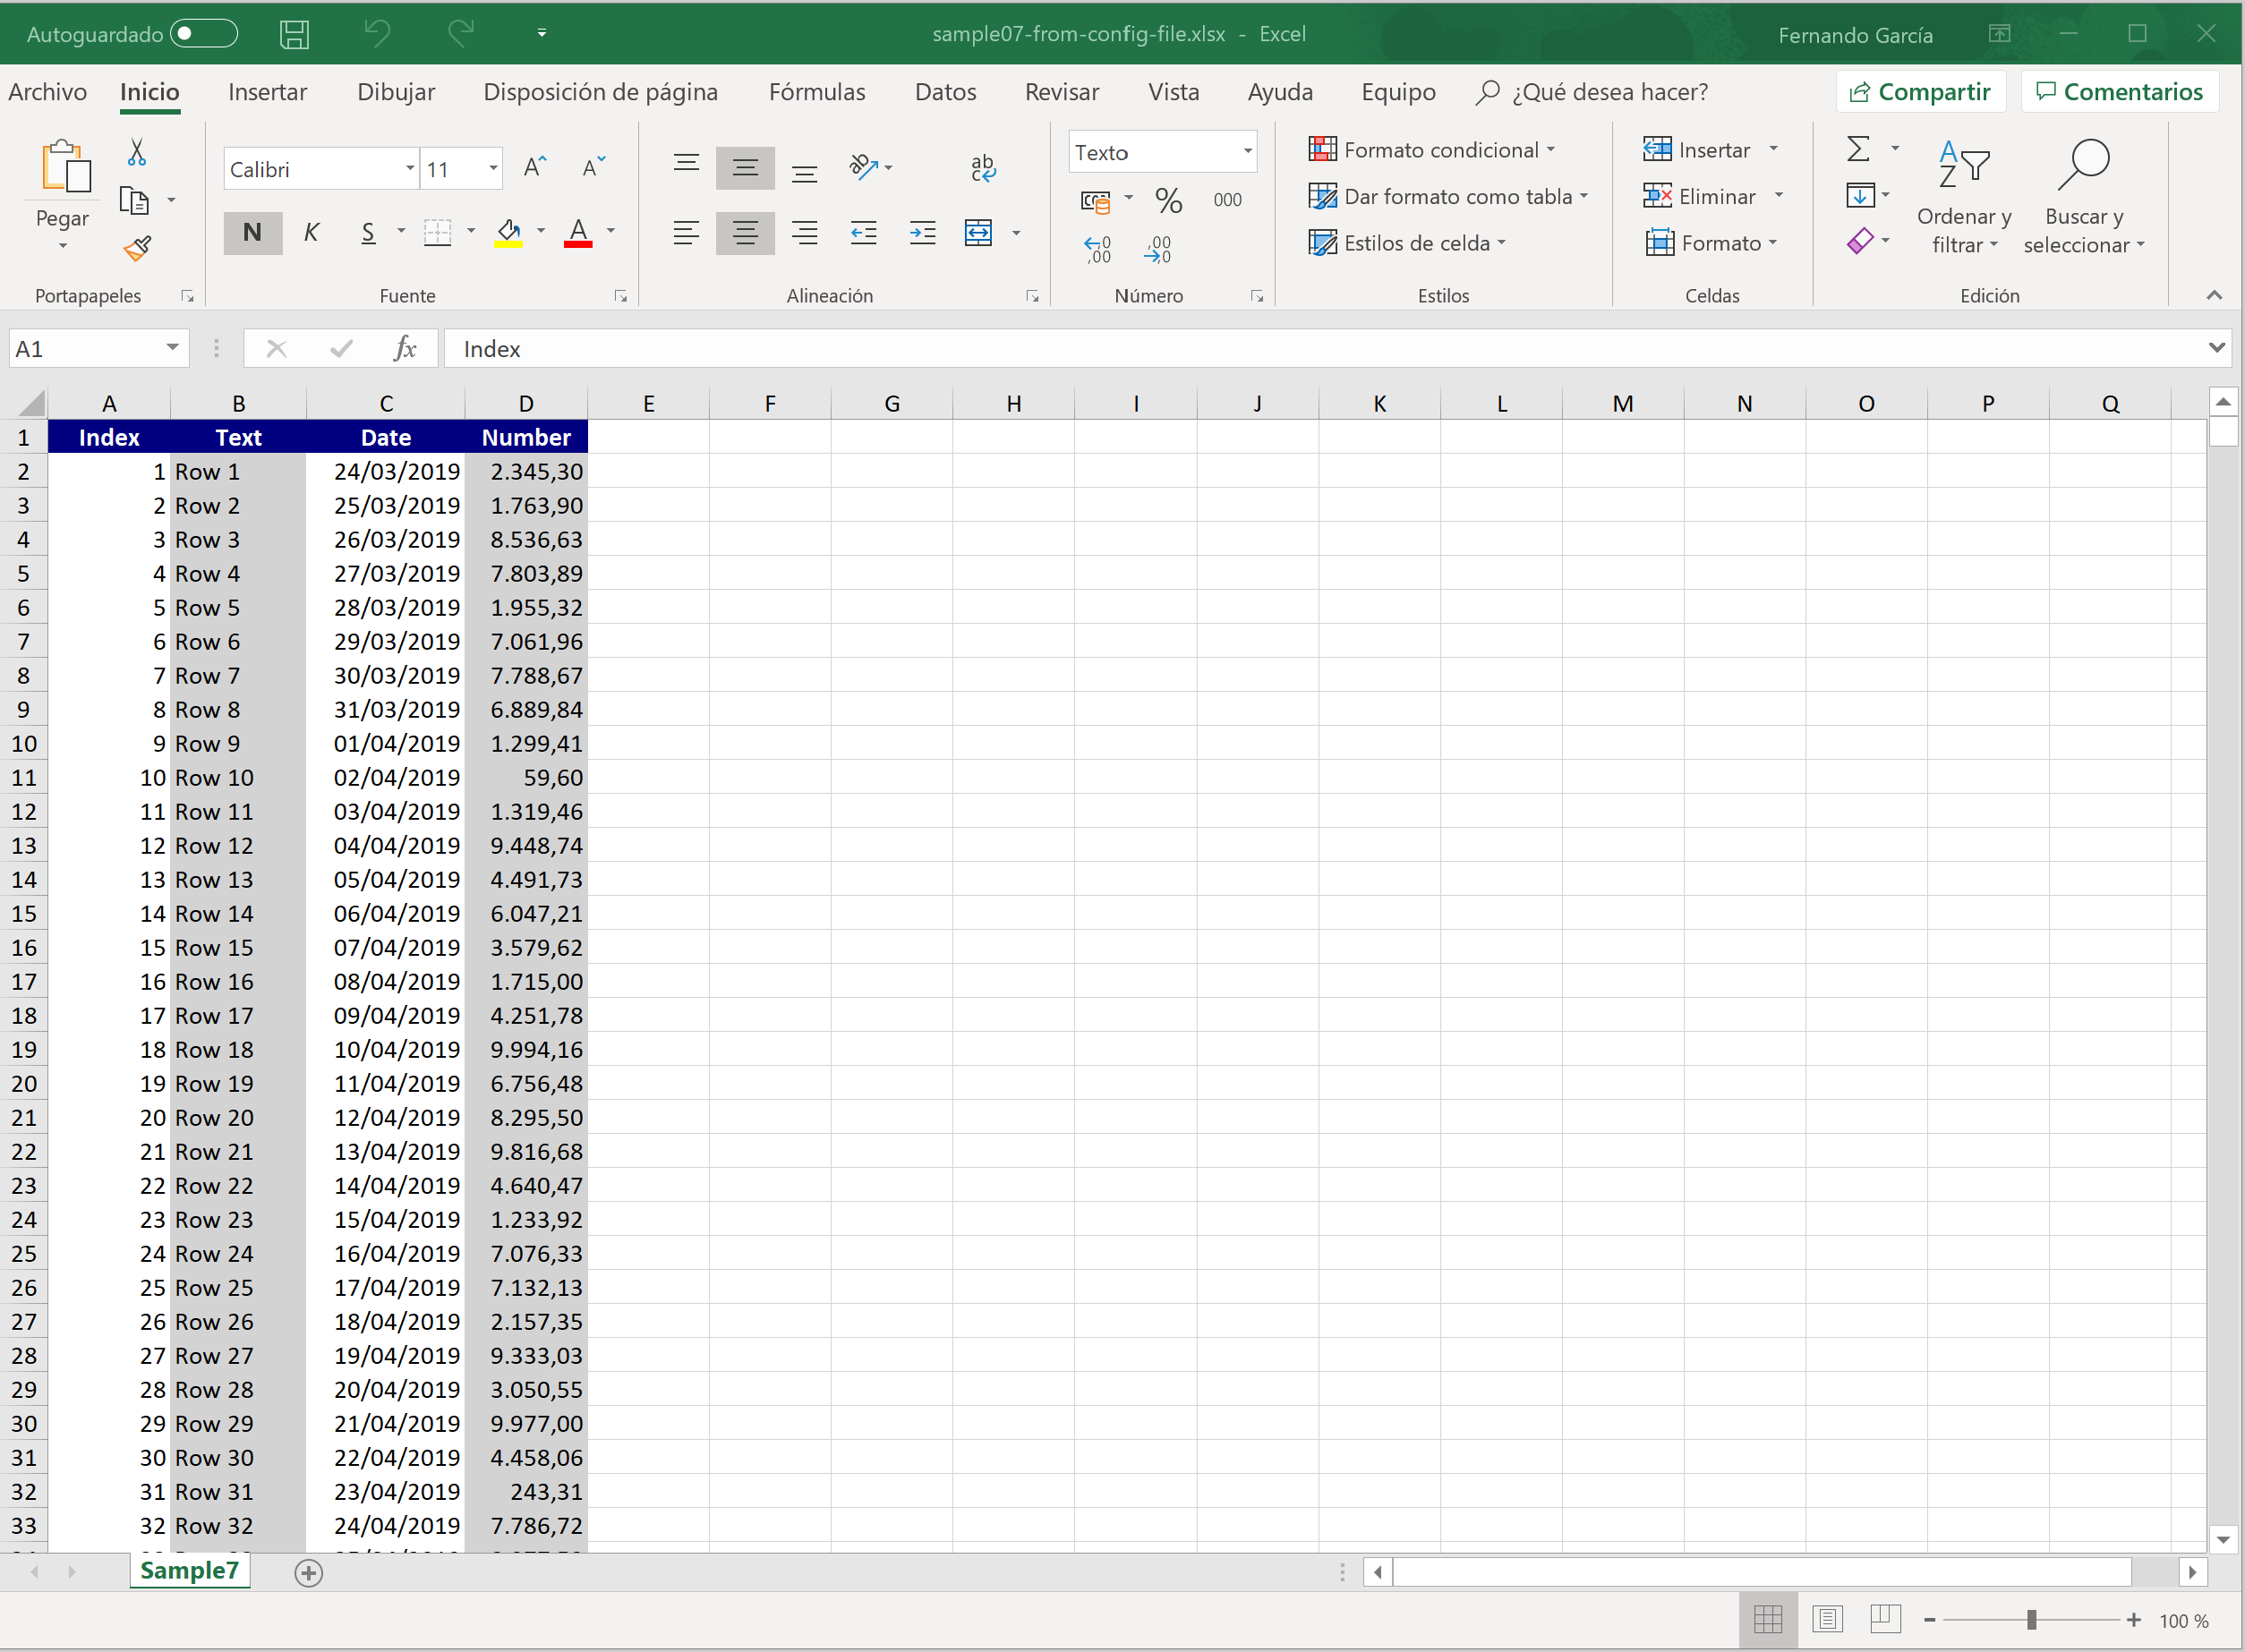 Autoguardado sample07-from-config-file.xlsx - Excel Fernando García
Archivo Inicio Insertar Dibujar Disposición de página Fórmulas Datos Revisar Vista Ayuda Equipo ¿Qué desea hacer? Compartir Comentarios
Pegar
Portapapeles
Calibri 11 A A
N K S A
Fuente
ab
c
Alineación
Texto
% 000
0 ,00 ,00 0
Número
Formato condicional
Dar formato como tabla
Estilos de celda
Estilos
Insertar
Eliminar
Formato
Celdas
Σ
A
Z
Ordenar y
filtrar
Buscar y
seleccionar
Edición
A1 fx Index
A B C D E F G H I J K L M N O P Q
1 Index Text Date Number
2 1 Row 1 24/03/2019 2.345,30
3 2 Row 2 25/03/2019 1.763,90
4 3 Row 3 26/03/2019 8.536,63
5 4 Row 4 27/03/2019 7.803,89
6 5 Row 5 28/03/2019 1.955,32
7 6 Row 6 29/03/2019 7.061,96
8 7 Row 7 30/03/2019 7.788,67
9 8 Row 8 31/03/2019 6.889,84
10 9 Row 9 01/04/2019 1.299,41
11 10 Row 10 02/04/2019 59,60
12 11 Row 11 03/04/2019 1.319,46
13 12 Row 12 04/04/2019 9.448,74
14 13 Row 13 05/04/2019 4.491,73
15 14 Row 14 06/04/2019 6.047,21
16 15 Row 15 07/04/2019 3.579,62
17 16 Row 16 08/04/2019 1.715,00
18 17 Row 17 09/04/2019 4.251,78
19 18 Row 18 10/04/2019 9.994,16
20 19 Row 19 11/04/2019 6.756,48
21 20 Row 20 12/04/2019 8.295,50
22 21 Row 21 13/04/2019 9.816,68
23 22 Row 22 14/04/2019 4.640,47
24 23 Row 23 15/04/2019 1.233,92
25 24 Row 24 16/04/2019 7.076,33
26 25 Row 25 17/04/2019 7.132,13
27 26 Row 26 18/04/2019 2.157,35
28 27 Row 27 19/04/2019 9.333,03
29 28 Row 28 20/04/2019 3.050,55
30 29 Row 29 21/04/2019 9.977,00
31 30 Row 30 22/04/2019 4.458,06
32 31 Row 31 23/04/2019 243,31
33 32 Row 32 24/04/2019 7.786,72
Sample7
100 %